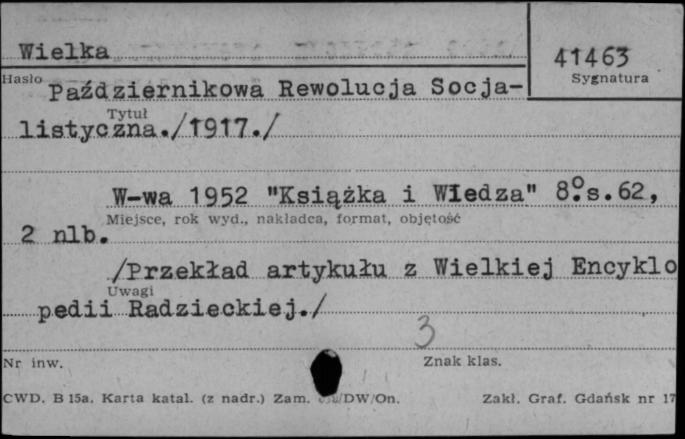 Wielka
41463
Hasło
Sygnatura
Październikowa Rewolucja Socja-
Tytuł
listyczna./1917./
W-wa 1952 "Książka i WIedza" 8°.s.62,
Miejsce, rok wyd., nakładca, format, objętość
2 nlb.
/Przekład artykułu z Wielkiej Encyklo
Uwagi
pedii Radzieckiej./
3
Nr inw.
Znak klas.
CWD. B 15a. Karta katal. (z nadr.) Zam. /DW/On.
Zakł. Graf. Gdańsk nr 17